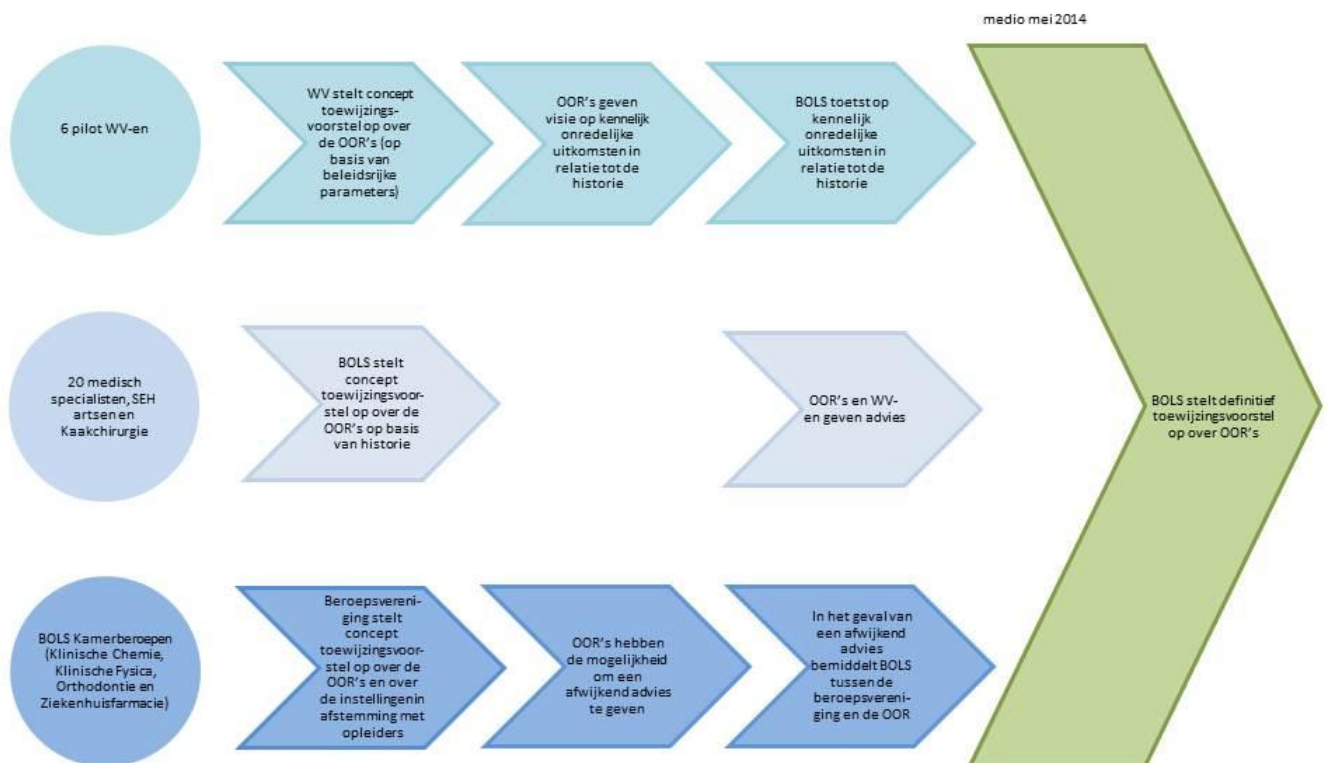 medio mei 2014
6 pilot WV-en
WV stelt concept
toewijzings-
voorstel op over
de OOR's (op
basis van
beleidsrijke
parameters)
OOR's geven
visie op kennelijk
onredelijke
uitkomsten in
relatie tot de
historie
BOLS toetst op
kennelijk
onredelijke
uitkomsten in
relatie tot de
historie
20 medisch
specialisten, SEH
artsen en
Kaakchirurgie
BOLS stelt
concept
toewijzingsvoor-
stel op over de
OOR's op basis
van historie
OOR's en WV-
en geven advies
BOLS stelt definitief
toewijzingsvoorstel
op over OOR's
BOLS Kamerberoepen
(Klinische Chemie,
Klinische Fysica,
Orthodontie en
Ziekenhuisfarmacie)
Beroepsvereni-
ging stelt
concept
toewijzingsvoor-
stel op over de
OOR's en over
de instellingen in
afstemming met
opleiders
OOR's hebben
de mogelijkheid
om een
afwijkend advies
te geven
In het geval van
een afwijkend
advies
bemiddelt BOLS
tussen de
beroepsvereni-
ging en de OOR